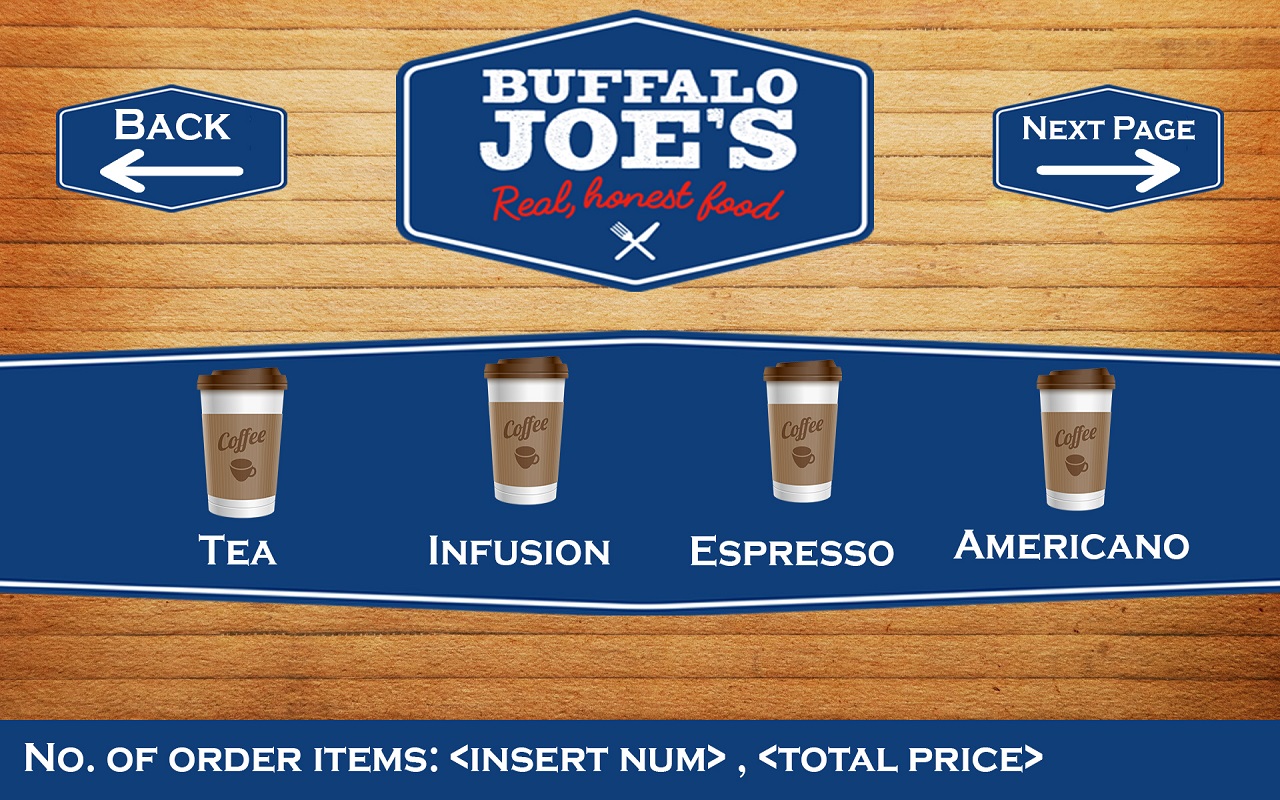 BUFFALO
JOE'S
Real, honest food
BACK
NEXT PAGE
Coffee
Coffee
Coffee
Coffee
TEA
INFUSION
ESPRESSO
AMERICANO
NO. OF ORDER ITEMS: <INSERT NUM> , <TOTAL PRICE>